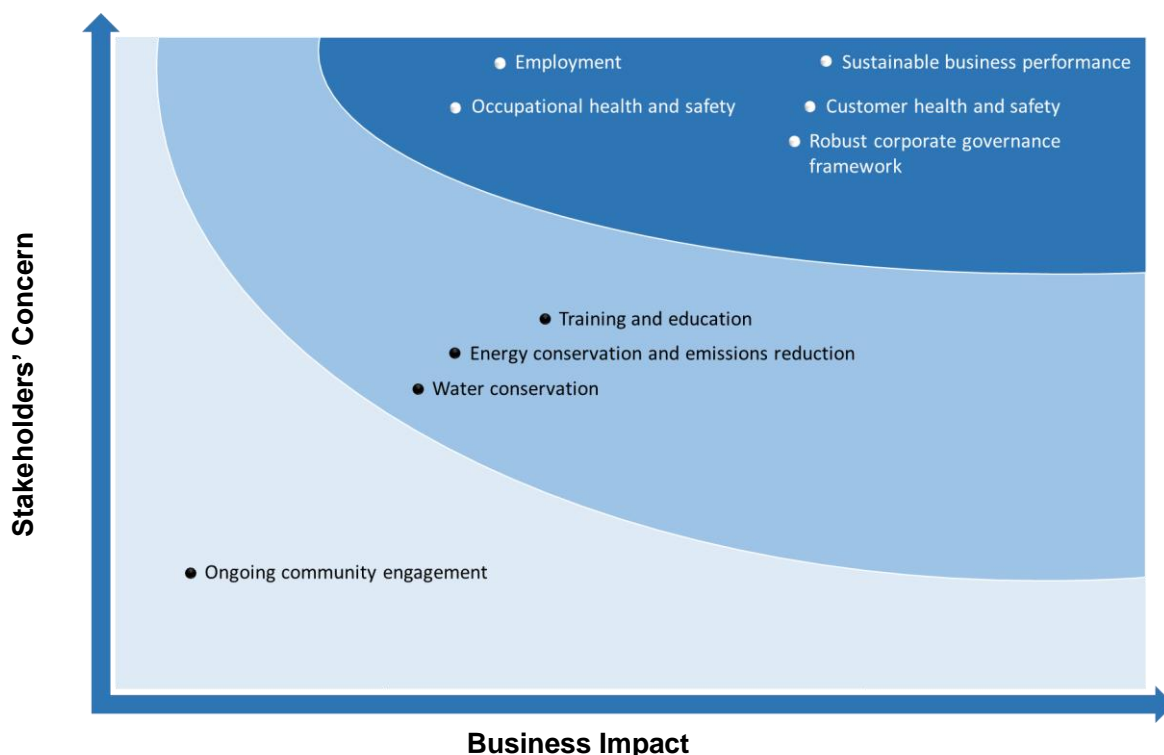 Employment
Sustainable business performance
Occupational health and safety
Customer health and safety
Robust corporate governance
framework
Stakeholders’ Concern
Training and education
Energy conservation and emissions reduction
Water conservation
Ongoing community engagement
Business Impact